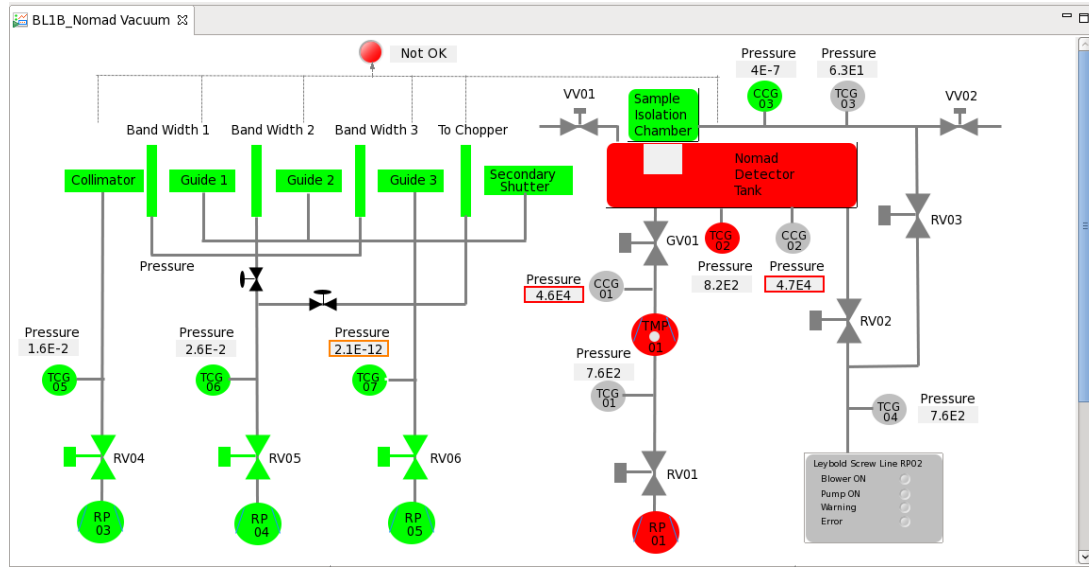 BL1B_Nomad Vacuum
Not OK
Pressure
4E-7
CCG
03
Pressure
6.3E1
TCG
03
VV01
Sample
Isolation
Chamber
VV02
Band Width 1
Band Width 2
Band Width 3
To Chopper
Collimator
Guide 1
Guide 2
Guide 3
Secondary
Shutter
Nomad
Detector
Tank
RV03
GV01
TCG
02
CCG
02
Pressure
Pressure
4.6E4
CCG
01
Pressure
8.2E2
Pressure
4.7E4
RV02
TMP
01
Pressure
1.6E-2
TCG
05
Pressure
2.6E-2
TCG
06
Pressure
2.1E-12
TCG
07
Pressure
7.6E2
TCG
01
TCG
04
Pressure
7.6E2
RV04
RV05
RV06
RV01
Leybold Screw Line RP02
Blower ON
Pump ON
Warning
Error
RP
03
RP
04
RP
05
RP
01